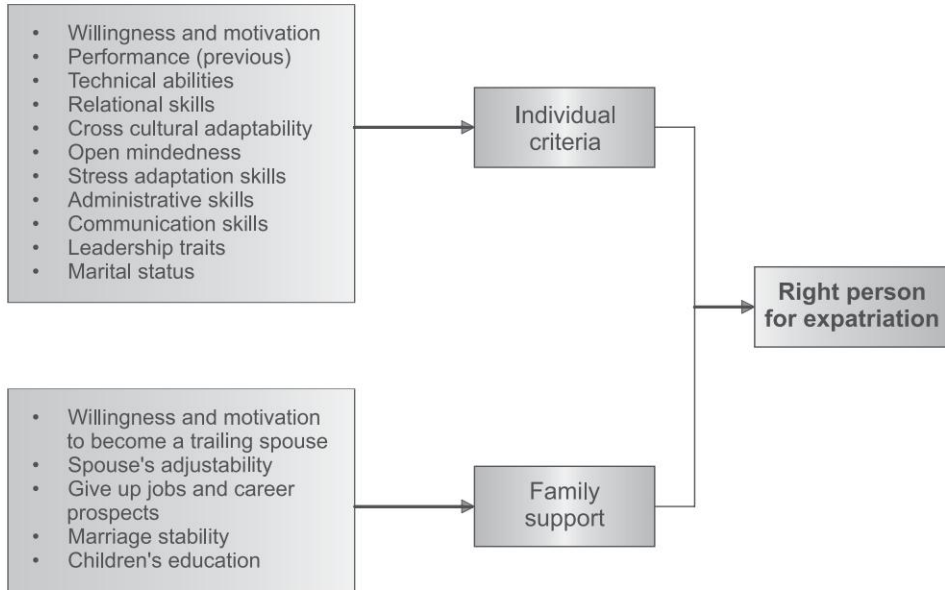 • Willingness and motivation
• Performance (previous)
• Technical abilities
• Relational skills
• Cross cultural adaptability
• Open mindedness
• Stress adaptation skills
• Administrative skills
• Communication skills
• Leadership traits
• Marital status
Individual
criteria
Right person
for expatriation
• Willingness and motivation
to become a trailing spouse
• Spouse's adjustability
• Give up jobs and career
prospects
• Marriage stability
• Children's education
Family
support